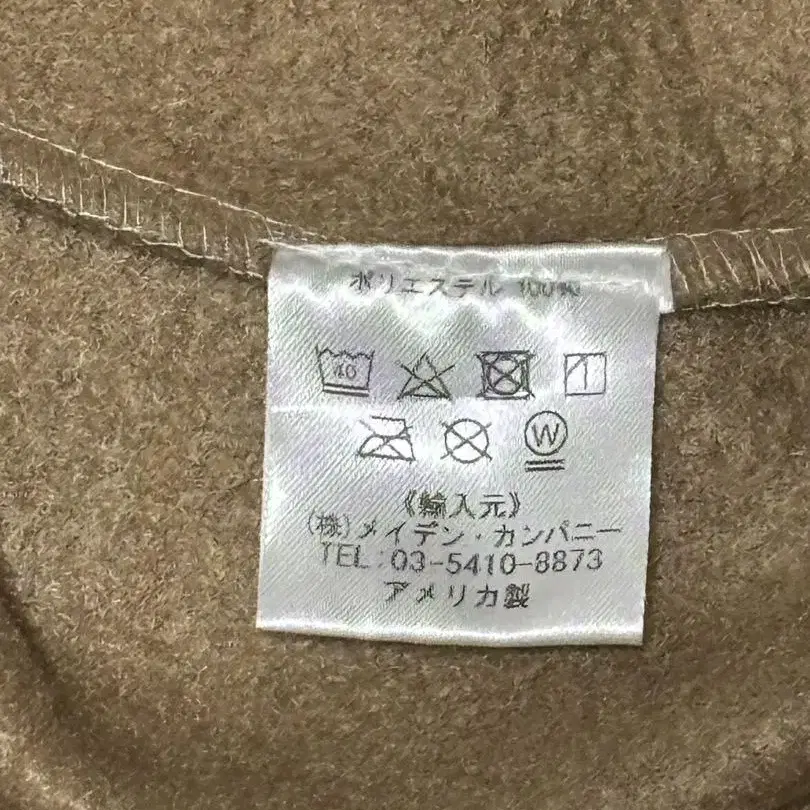 ポリエステル 100%
40
W
《輸入元》
(株)メイデン・カンパニー
TEL:03-5410-8873
アメリカ製